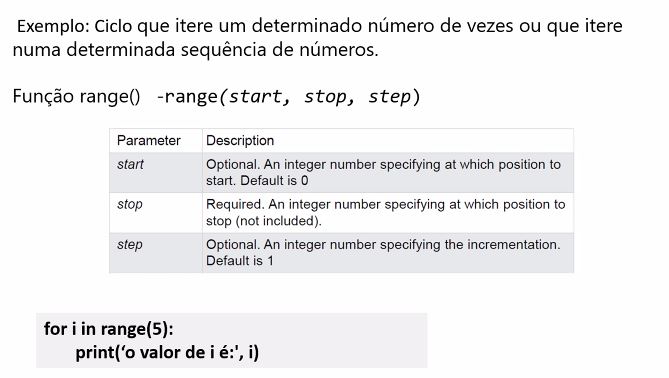 Exemplo: Ciclo que itere um determinado número de vezes ou que itere
numa determinada sequência de números.
Função range() -range(start, stop, step)
Parameter Description
start Optional. An integer number specifying at which position to
start. Default is 0
stop Required. An integer number specifying at which position to
stop (not included).
step Optional. An integer number specifying the incrementation.
Default is 1
for i in range(5):
print(‘o valor de i é:', i)